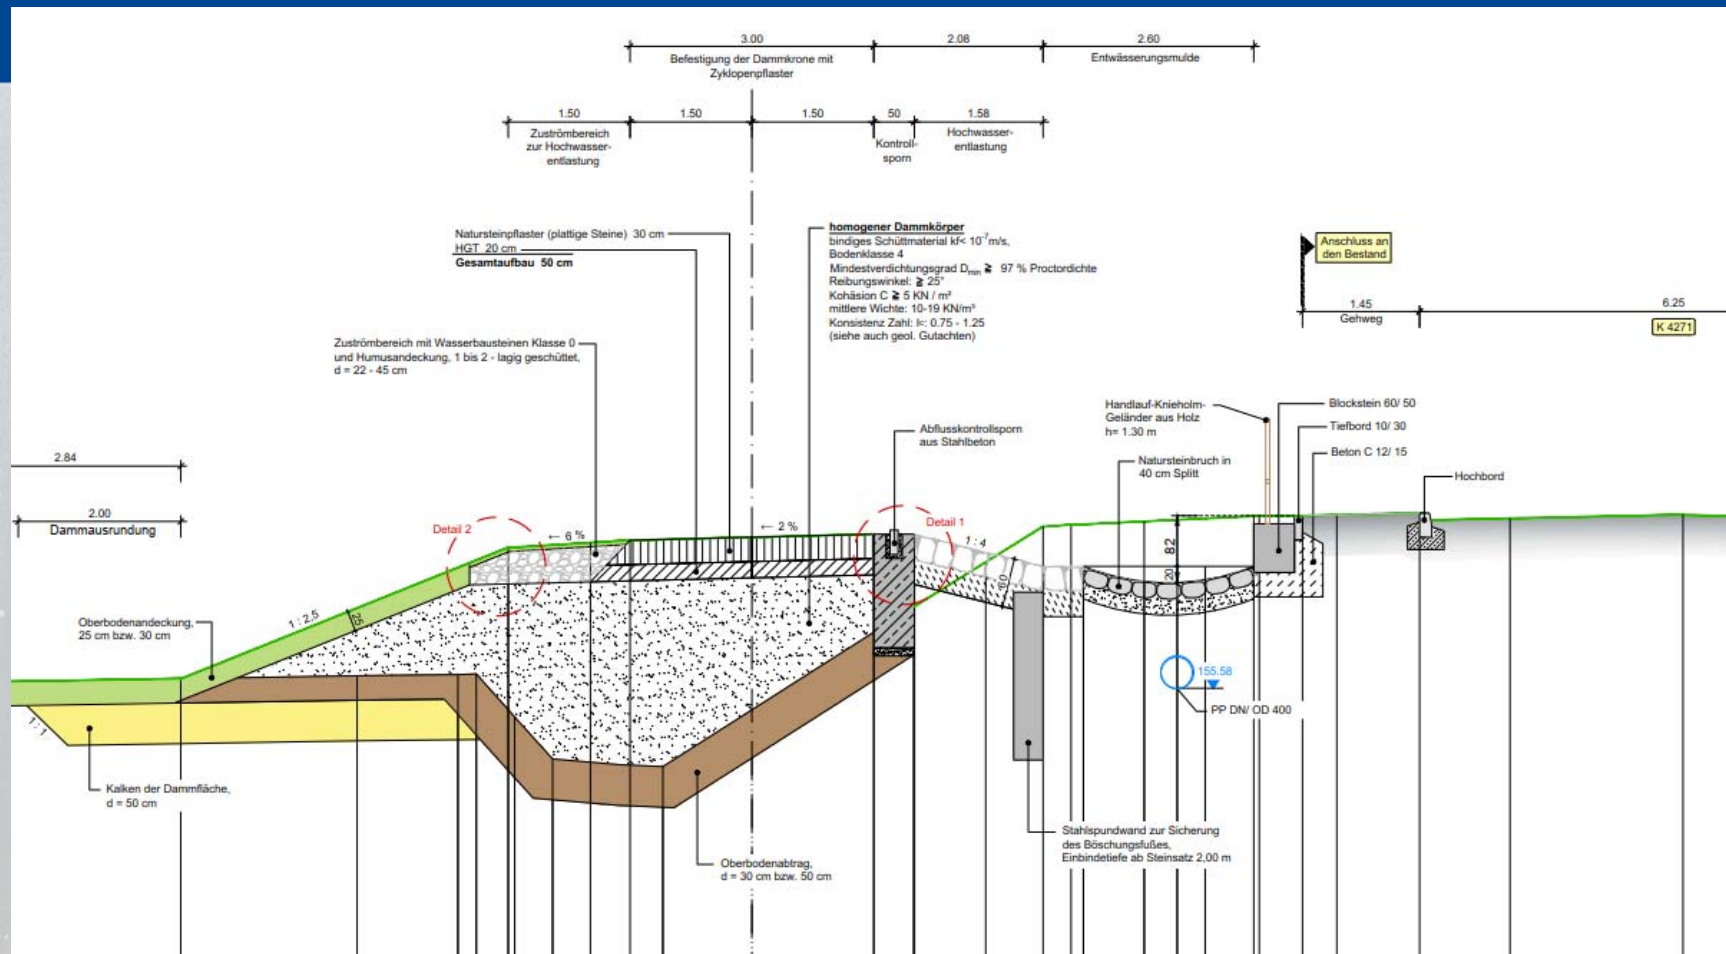 3.00
2.08
2.60
Befestigung der Dammkrone mit
Zyklopenpflaster
Entwässerungsmulde
1.50
1.50
1.50
50
1.58
Zuströmbereich
zur Hochwasser-
entlastung
Kontroll-
sporn
Hochwasser-
entlastung
Natursteinpflaster (plattige Steine) 30 cm
HGT 20 cm
Gesamtaufbau 50 cm
homogener Dammkörper
bindiges Schüttmaterial kf< 10⁻⁷m/s,
Bodenklasse 4
Mindestverdichtungsgrad Dmin ≧ 97 % Proctordichte
Reibungswinkel: ≧ 25°
Kohäsion C ≧ 5 KN / m²
mittlere Wichte: 10-19 KN/m³
Konsistenz Zahl: Ic: 0.75 - 1.25
(siehe auch geol. Gutachten)
Anschluss an
den Bestand
1.45
Gehweg
6.25
K 4271
Zuströmbereich mit Wasserbausteinen Klasse 0
und Humusandeckung, 1 bis 2 - lagig geschüttet,
d = 22 - 45 cm
Abflusskontrollsporn
aus Stahlbeton
Handlauf-Knieholm-
Geländer aus Holz
h= 1.30 m
Blockstein 60/ 50
Tiefbord 10/ 30
Beton C 12/ 15
Natursteinbruch in
40 cm Splitt
Hochbord
2.84
2.00
Dammausrundung
Detail 2
← 6 %
← 2 %
Detail 1
1 : 4
60
82
20
1 : 2,5
25
Oberbodenandeckung,
25 cm bzw. 30 cm
155.58
PP DN/ OD 400
1:1
Kalken der Dammfläche,
d = 50 cm
Stahlspundwand zur Sicherung
des Böschungsfußes,
Einbindetiefe ab Steinsatz 2,00 m
Oberbodenabtrag,
d = 30 cm bzw. 50 cm